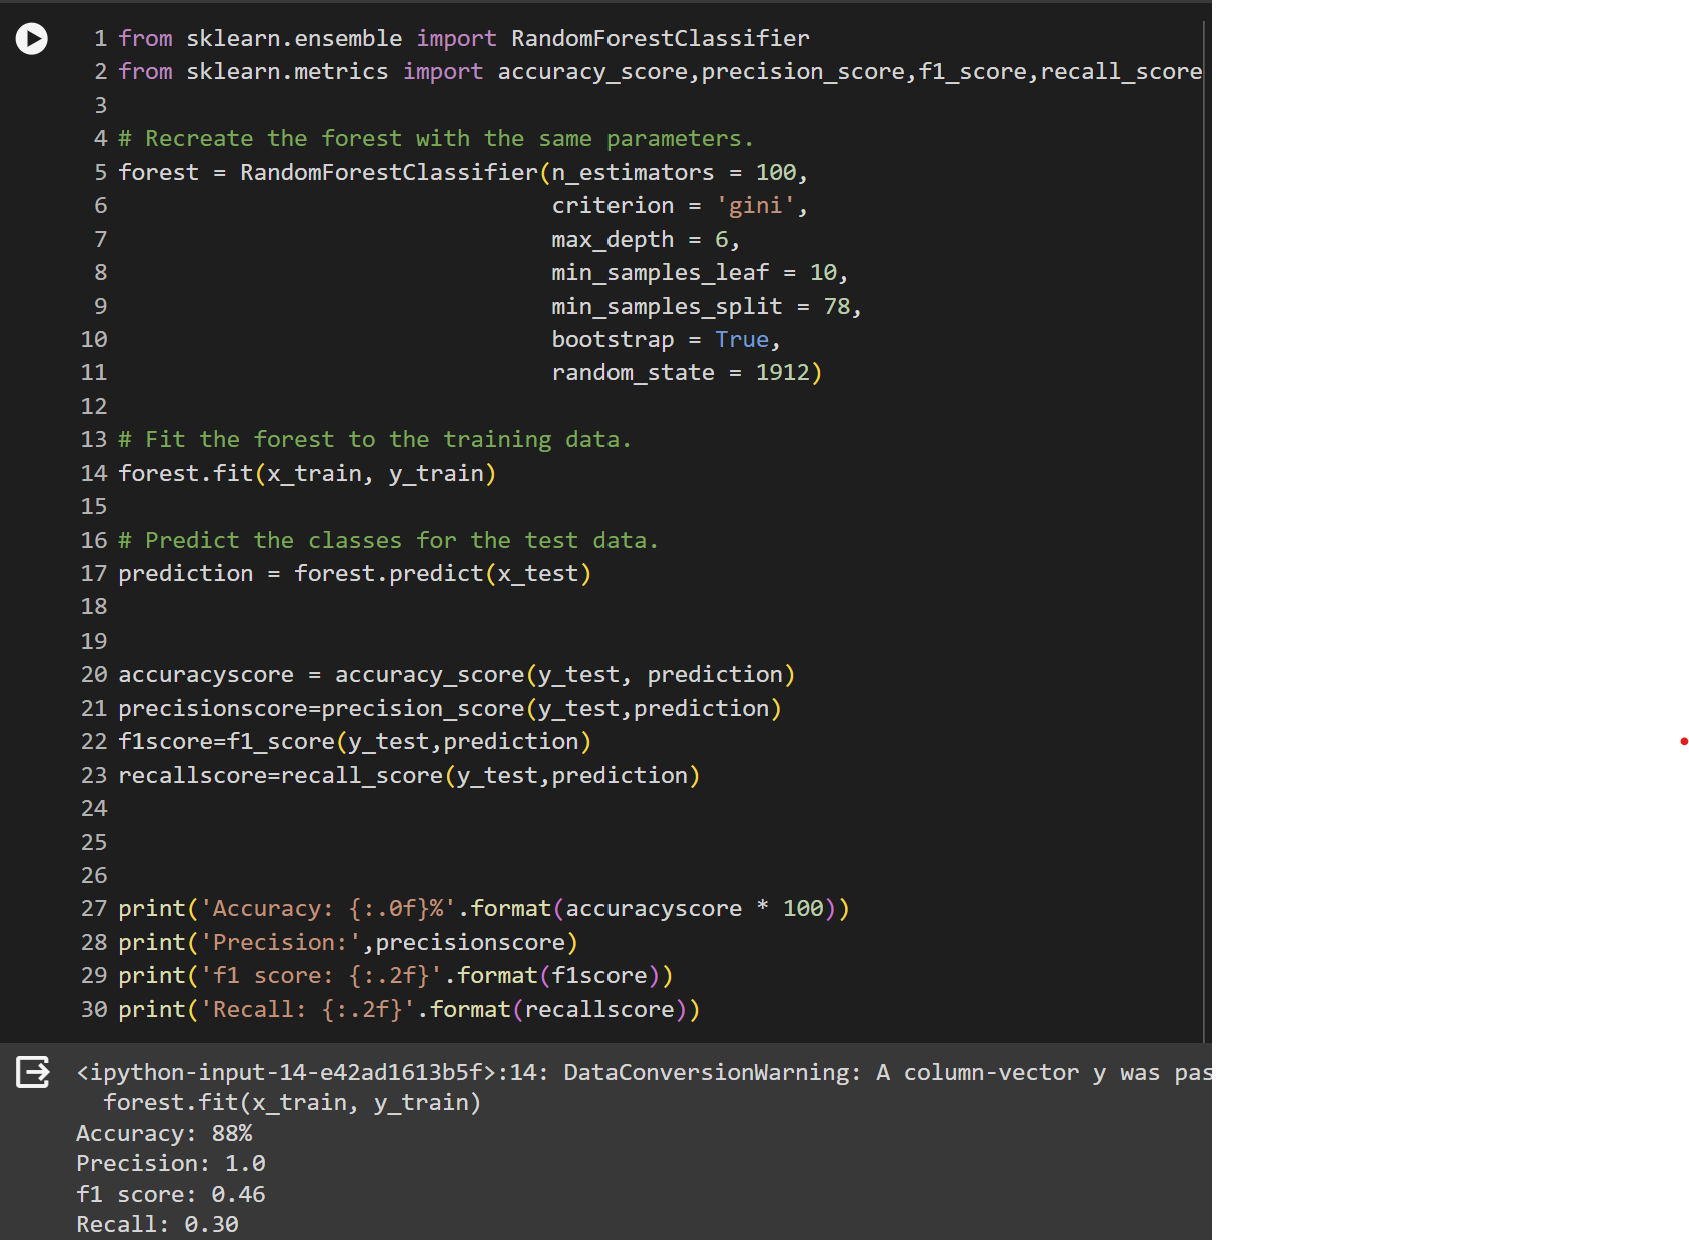 1 from sklearn.ensemble import RandomForestClassifier
2 from sklearn.metrics import accuracy_score,precision_score,f1_score,recall_score
3
4 # Recreate the forest with the same parameters.
5 forest = RandomForestClassifier(n_estimators = 100,
6 criterion = 'gini',
7 max_depth = 6,
8 min_samples_leaf = 10,
9 min_samples_split = 78,
10 bootstrap = True,
11 random_state = 1912)
12
13 # Fit the forest to the training data.
14 forest.fit(x_train, y_train)
15
16 # Predict the classes for the test data.
17 prediction = forest.predict(x_test)
18
19
20 accuracyscore = accuracy_score(y_test, prediction)
21 precisionscore=precision_score(y_test,prediction)
22 f1score=f1_score(y_test,prediction)
23 recallscore=recall_score(y_test,prediction)
24
25
26
27 print('Accuracy: {:.0f}%'.format(accuracyscore * 100))
28 print('Precision:',precisionscore)
29 print('f1 score: {:.2f}'.format(f1score))
30 print('Recall: {:.2f}'.format(recallscore))
<ipython-input-14-e42ad1613b5f>:14: DataConversionWarning: A column-vector y was pas
forest.fit(x_train, y_train)
Accuracy: 88%
Precision: 1.0
f1 score: 0.46
Recall: 0.30